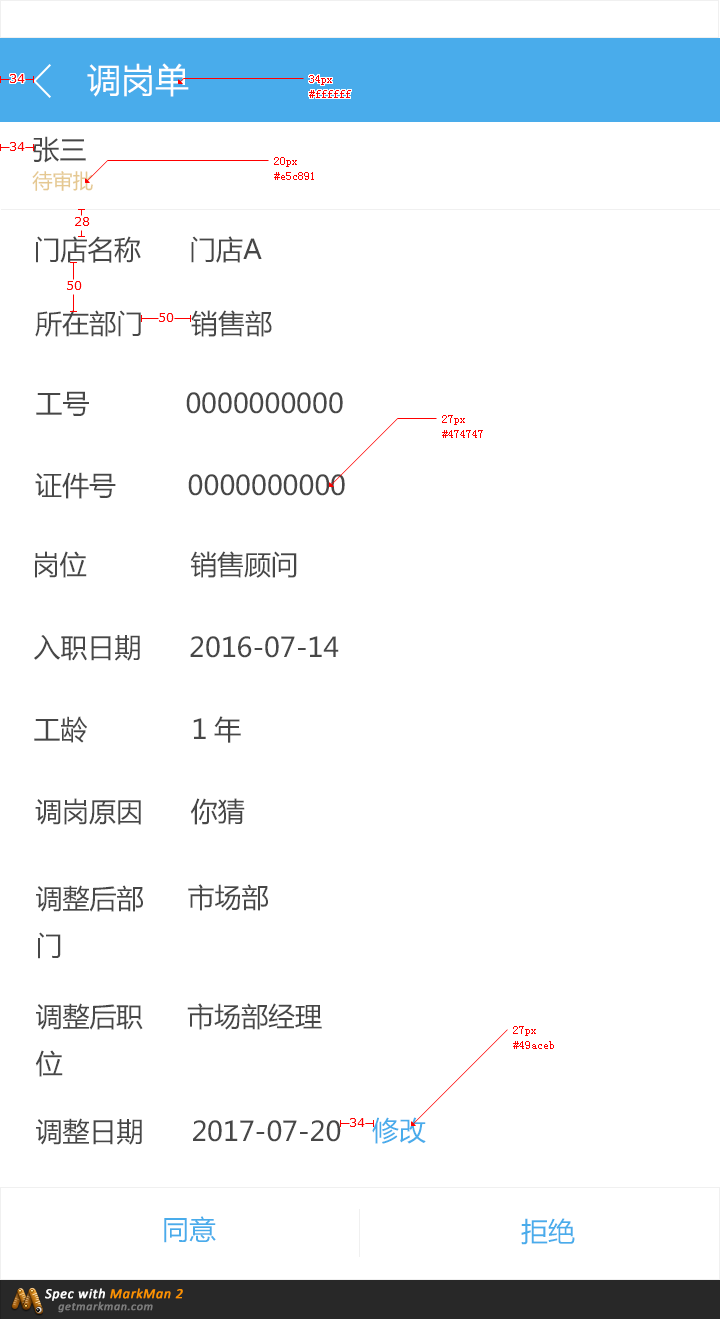 34 调岗单 34px
#ffffff
34 张三
待审批 20px
#e5c891
28
门店名称 门店A
50
所在部门 50 销售部
工号 0000000000
27px
#474747
证件号 0000000000
岗位 销售顾问
入职日期 2016-07-14
工龄 1 年
调岗原因 你猜
调整后部门 市场部
调整后职位 市场部经理
27px
#49aceb
调整日期 2017-07-20 34 修改
同意 拒绝
Spec with MarkMan 2
getmarkman.com